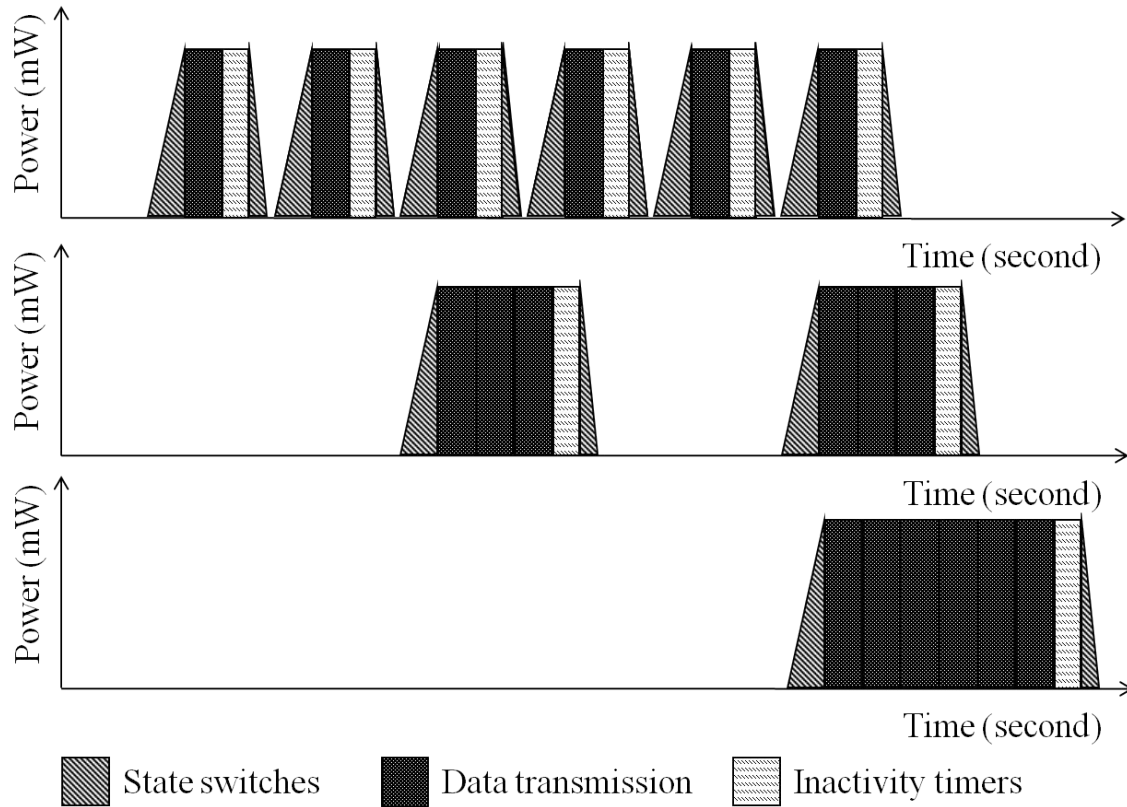 Power (mW)
Time (second)
Power (mW)
Time (second)
Power (mW)
Time (second)
State switches
Data transmission
Inactivity timers